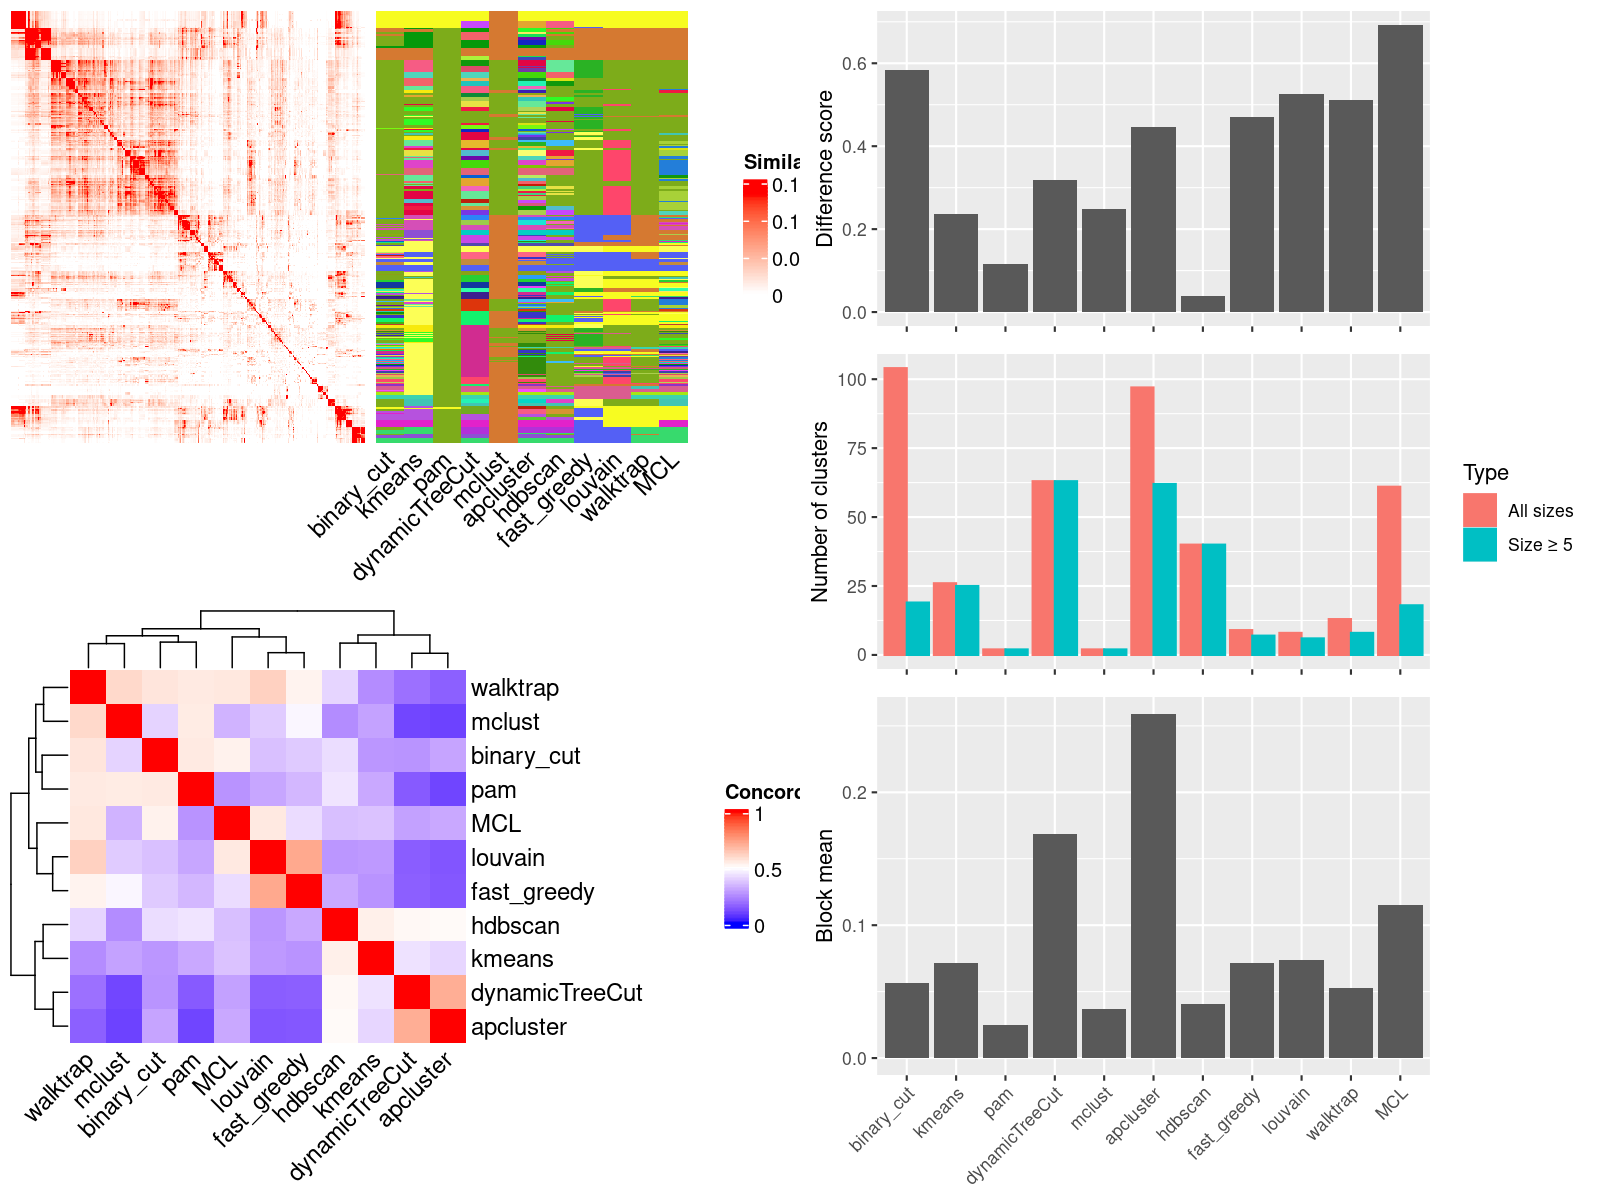 Simila
0.1
0.1
0.0
0
binary_cut
kmeans
pam
dynamicTreeCut
mclust
apcluster
hdbscan
fast_greedy
louvain
walktrap
MCL
walktrap
mclust
binary_cut
pam
MCL
louvain
fast_greedy
hdbscan
kmeans
dynamicTreeCut
apcluster
walktrap
mclust
binary_cut
pam
MCL
louvain
fast_greedy
hdbscan
kmeans
dynamicTreeCut
apcluster
Concord
1
0.5
0
Difference score
0.6
0.4
0.2
0.0
Number of clusters
100
75
50
25
0
Type
All sizes
Size ≥ 5
Block mean
0.2
0.1
0.0
binary_cut
kmeans
pam
dynamicTreeCut
mclust
apcluster
hdbscan
fast_greedy
louvain
walktrap
MCL